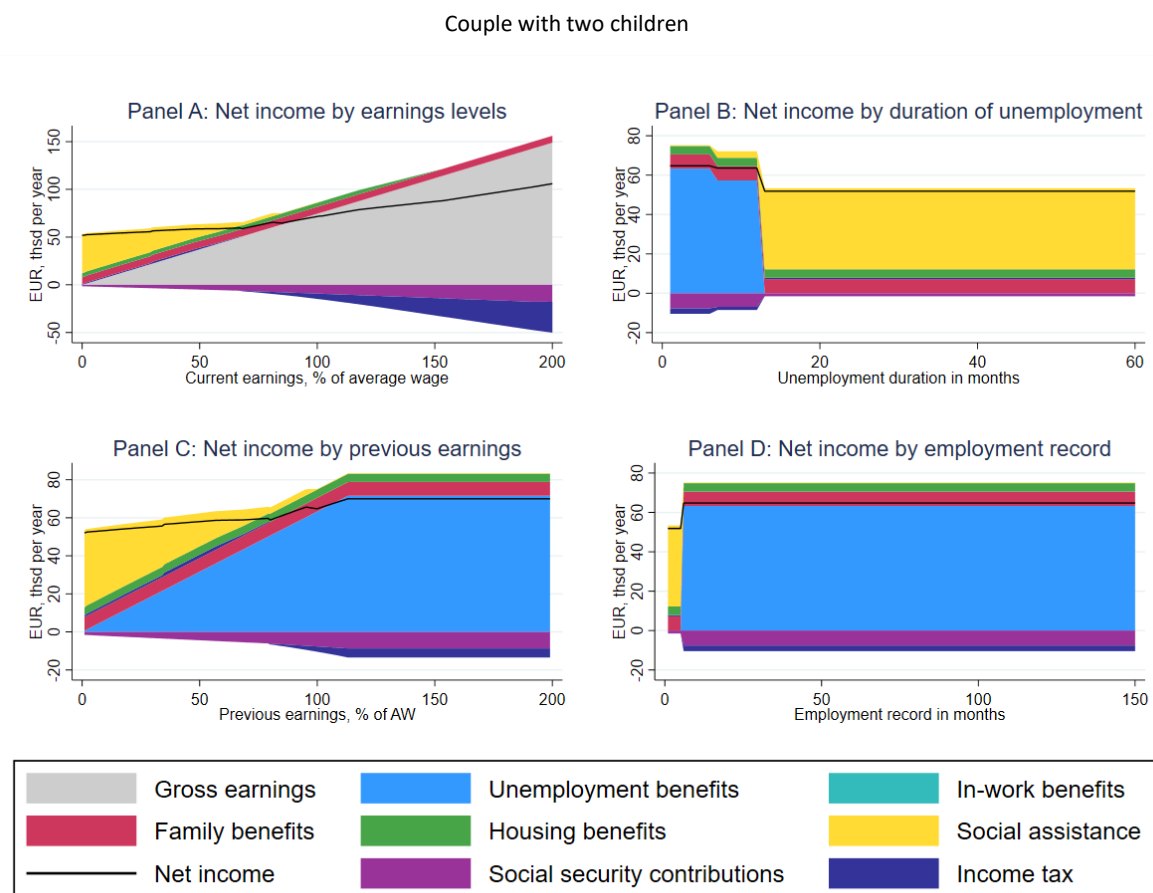 Couple with two children
Panel A: Net income by earnings levels
EUR, thsd per year
150
100
50
0
-50
0 50 100 150 200
Current earnings, % of average wage
Panel B: Net income by duration of unemployment
EUR, thsd per year
80
60
40
20
0
-20
0 20 40 60
Unemployment duration in months
Panel C: Net income by previous earnings
EUR, thsd per year
80
60
40
20
0
-20
0 50 100 150 200
Previous earnings, % of AW
Panel D: Net income by employment record
EUR, thsd per year
80
60
40
20
0
-20
0 50 100 150
Employment record in months
Gross earnings Unemployment benefits In-work benefits
Family benefits Housing benefits Social assistance
Net income Social security contributions Income tax